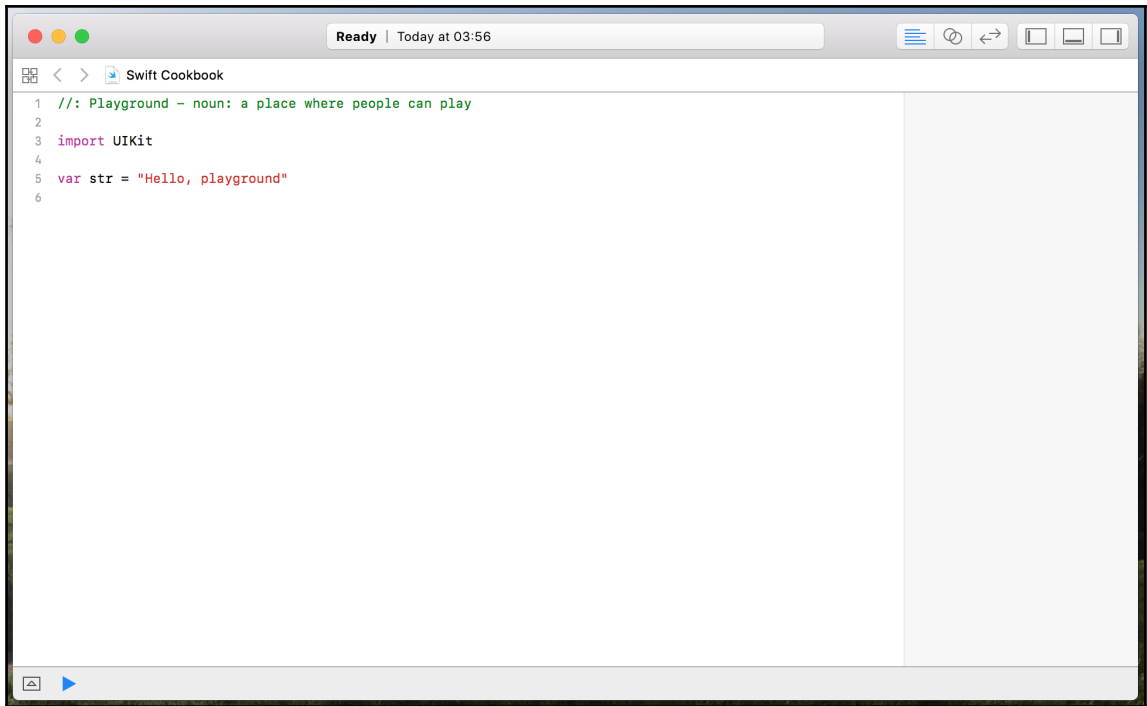 Ready | Today at 03:56
Swift Cookbook
1 //: Playground – noun: a place where people can play
2
3 import UIKit
4
5 var str = "Hello, playground"
6